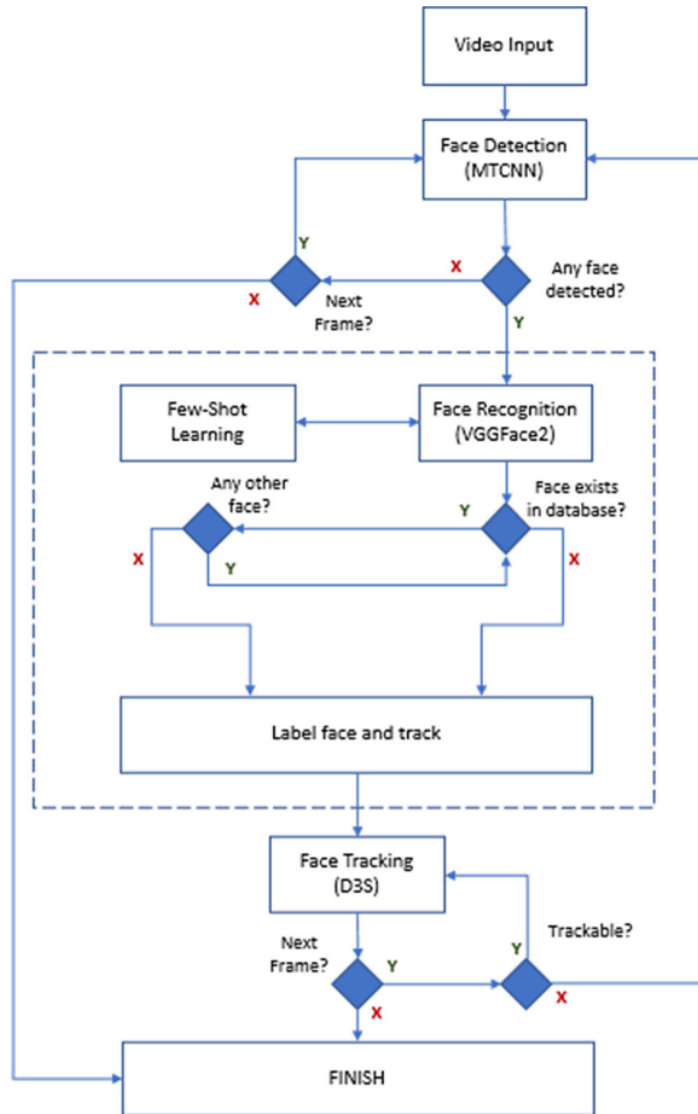 Video Input
Face Detection
(MTCNN)
Y
X
X
Any face
detected?
Next
Frame?
Y
Few-Shot
Learning
Face Recognition
(VGGFace2)
Any other
face?
Y
Face exists
in database?
X
Y
X
Label face and track
Face Tracking
(D3S)
Next
Frame?
Y
Y
Trackable?
X
X
FINISH